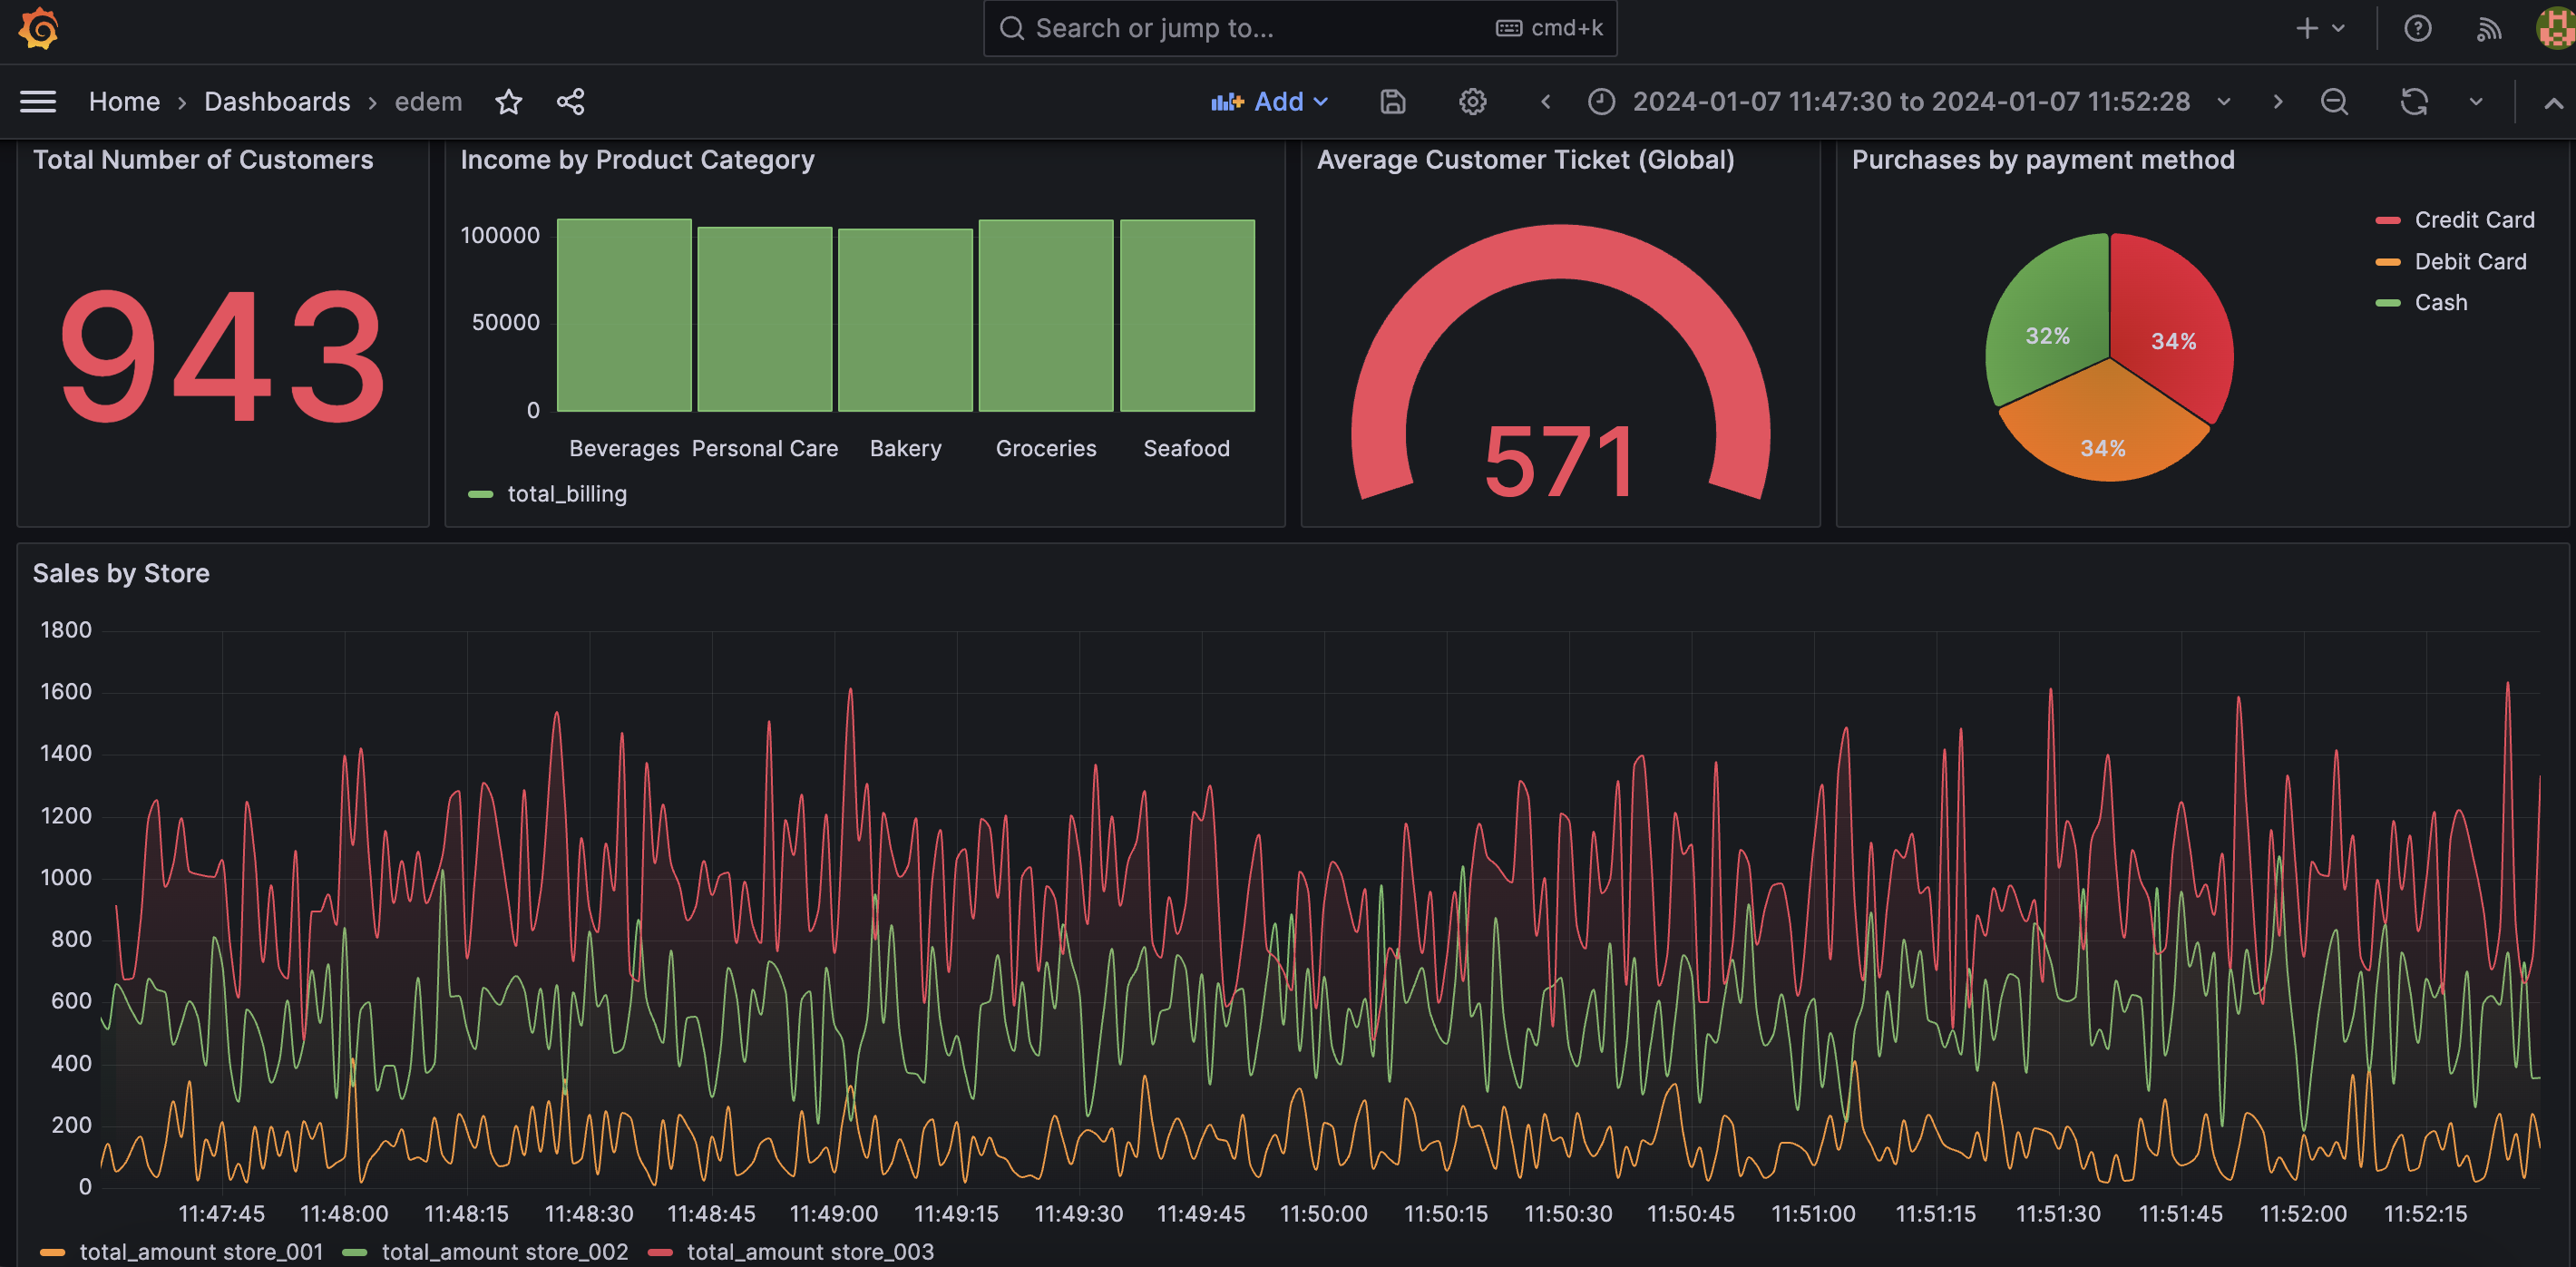 Search or jump to... cmd+k
Home › Dashboards › edem Add 2024-01-07 11:47:30 to 2024-01-07 11:52:28
Total Number of Customers
943
Income by Product Category
100000
50000
0
Beverages Personal Care Bakery Groceries Seafood
total_billing
Average Customer Ticket (Global)
571
Purchases by payment method
Credit Card
Debit Card
Cash
32%
34%
34%
Sales by Store
1800
1600
1400
1200
1000
800
600
400
200
0
11:47:45 11:48:00 11:48:15 11:48:30 11:48:45 11:49:00 11:49:15 11:49:30 11:49:45 11:50:00 11:50:15 11:50:30 11:50:45 11:51:00 11:51:15 11:51:30 11:51:45 11:52:00 11:52:15
total_amount store_001 total_amount store_002 total_amount store_003